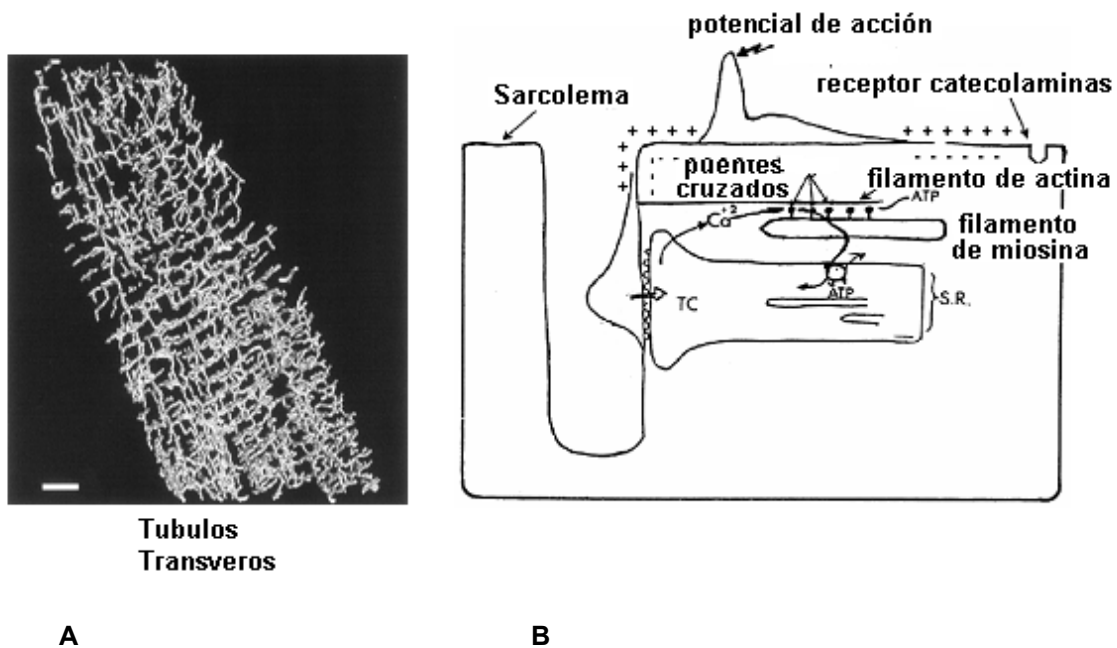 potencial de acción
receptor catecolaminas
Sarcolema
+ + + +
+ + + + + +
+
+
+
- - - -
- - - - -
puentes
cruzados
filamento de actina
ATP
Ca+2
filamento
de miosina
TC
ATP
S.R.
Tubulos
Transveros
A
B